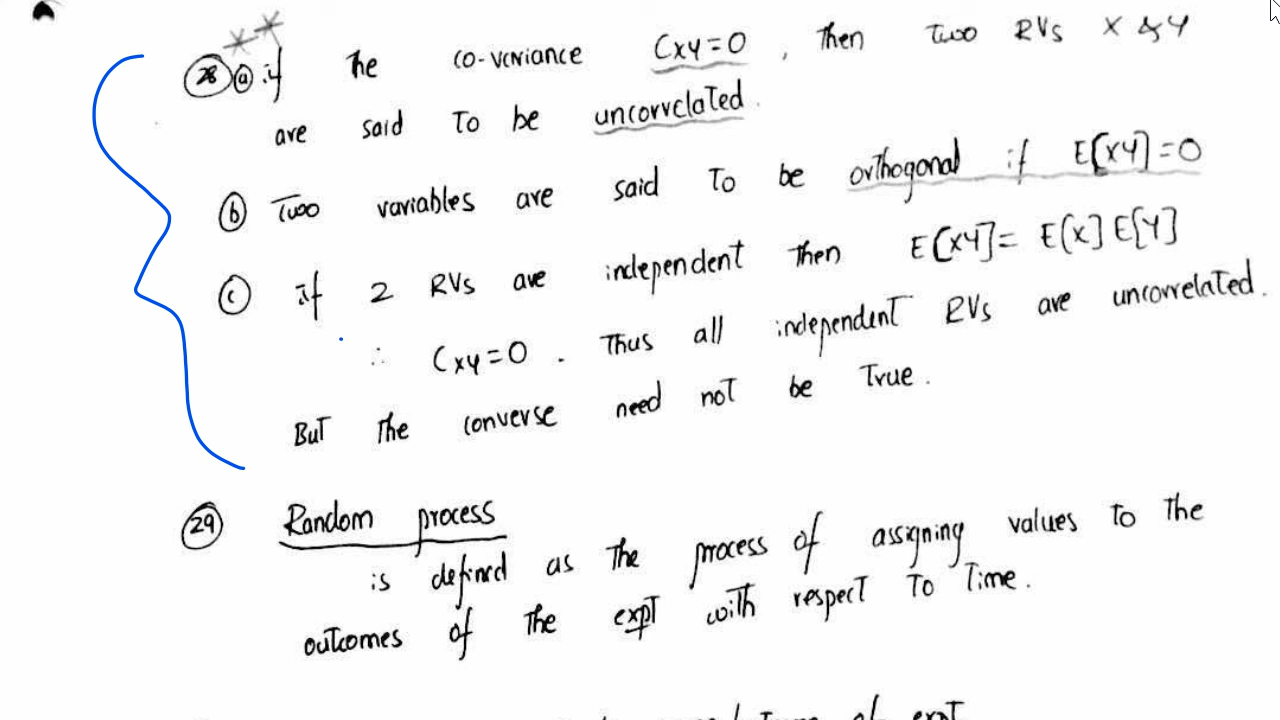 28 a if the co-variance Cxy=0 , then two RVs X & Y
are said to be uncorrelated.
b Two variables are said to be orthogonal if E[XY]=0
c if 2 RVs are independent then E[XY]= E[X] E[Y]
∴ Cxy=0 . Thus all independent RVs are uncorrelated.
But the converse need not be true.
29 Random process
is defined as the process of assigning values to the
outcomes of the expt with respect to time.
of expt